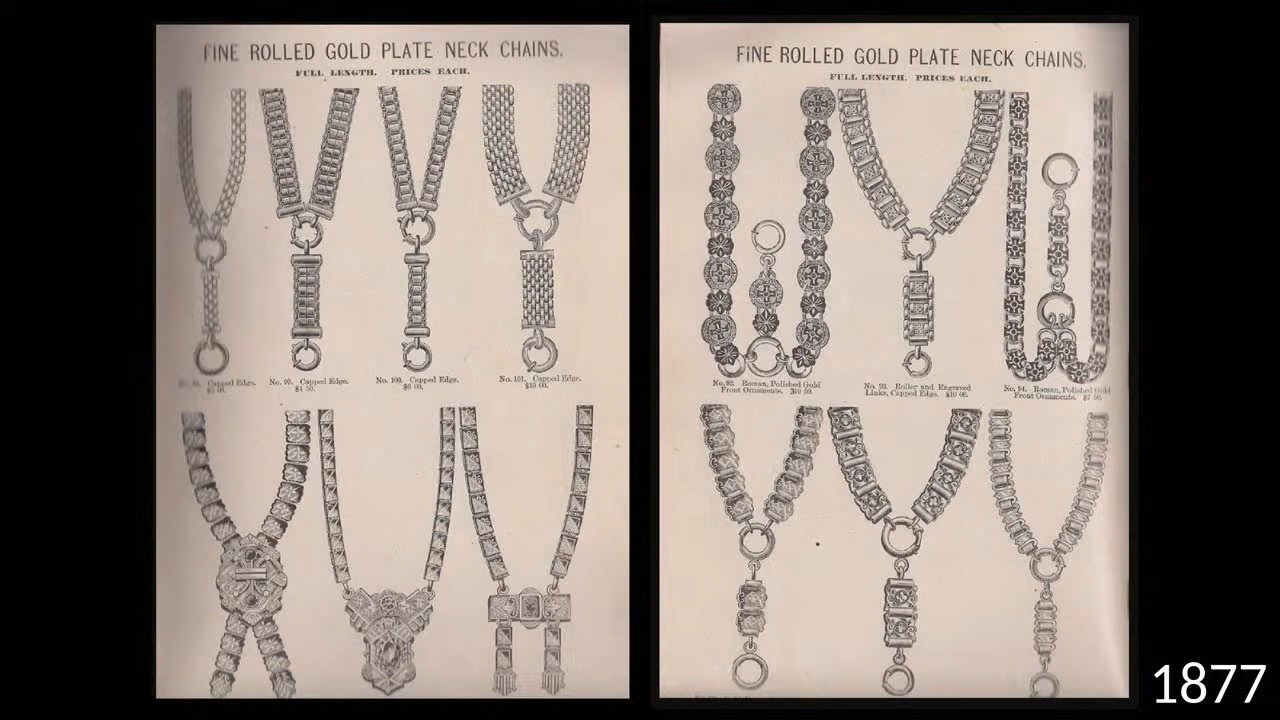 FINE ROLLED GOLD PLATE NECK CHAINS.
FULL LENGTH. PRICES EACH.
Capped Edge.
No. 99. Capped Edge.
No. 100. Capped Edge.
$6 00.
No. 101. Capped Edge.
$10 00.
FINE ROLLED GOLD PLATE NECK CHAINS.
FULL LENGTH. PRICES EACH.
No. 92. Roman, Polished Gold
Front Ornaments. $10 50.
No. 93. Roller and Engraved
Links, Capped Edge. $10 00.
No. 94. Roman, Polished Gold
Front Ornaments. $7 50.
1877